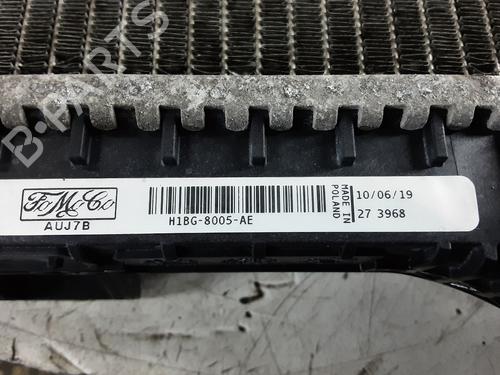 B-PARTS
FoMoCo
AUJ7B
H1BG-8005-AE
MADE IN
POLAND
10/06/19
27 3968